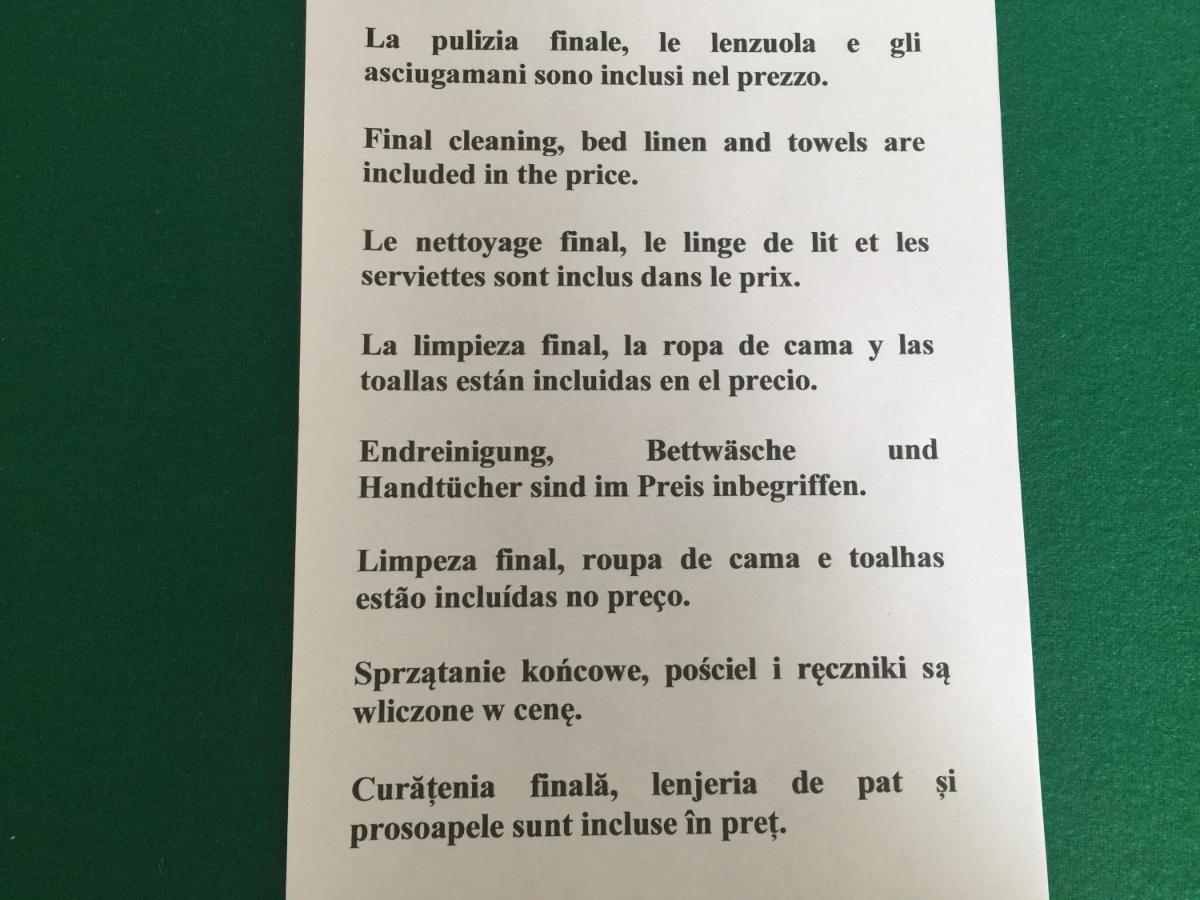 La pulizia finale, le lenzuola e gli
asciugamani sono inclusi nel prezzo.
Final cleaning, bed linen and towels are
included in the price.
Le nettoyage final, le linge de lit et les
serviettes sont inclus dans le prix.
La limpieza final, la ropa de cama y las
toallas están incluidas en el precio.
Endreinigung, Bettwäsche und
Handtücher sind im Preis inbegriffen.
Limpeza final, roupa de cama e toalhas
estão incluídas no preço.
Sprzątanie końcowe, pościel i ręczniki są
wliczone w cenę.
Curățenia finală, lenjeria de pat și
prosoapele sunt incluse în preț.